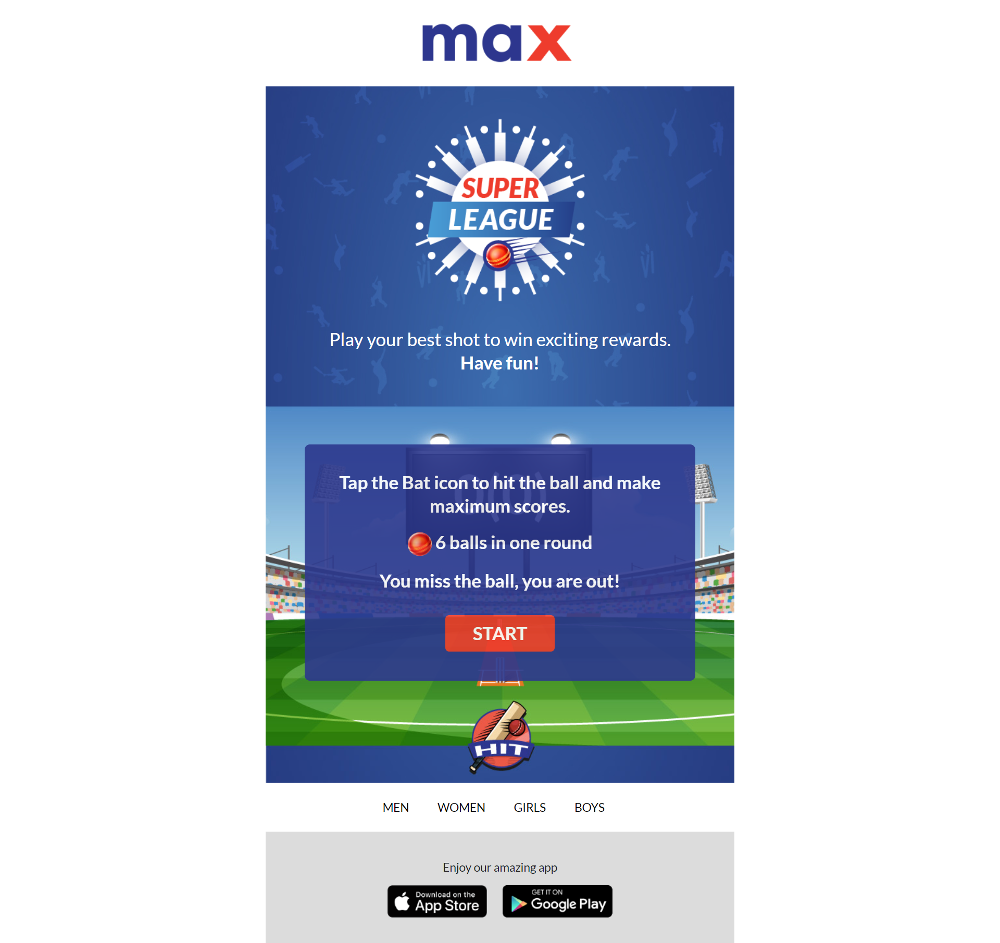 max
SUPER
LEAGUE
Play your best shot to win exciting rewards.
Have fun!
0(0)
Tap the Bat icon to hit the ball and make
maximum scores.
6 balls in one round
You miss the ball, you are out!
START
HIT
MEN WOMEN GIRLS BOYS
Enjoy our amazing app
Download on the
App Store
GET IT ON
Google Play